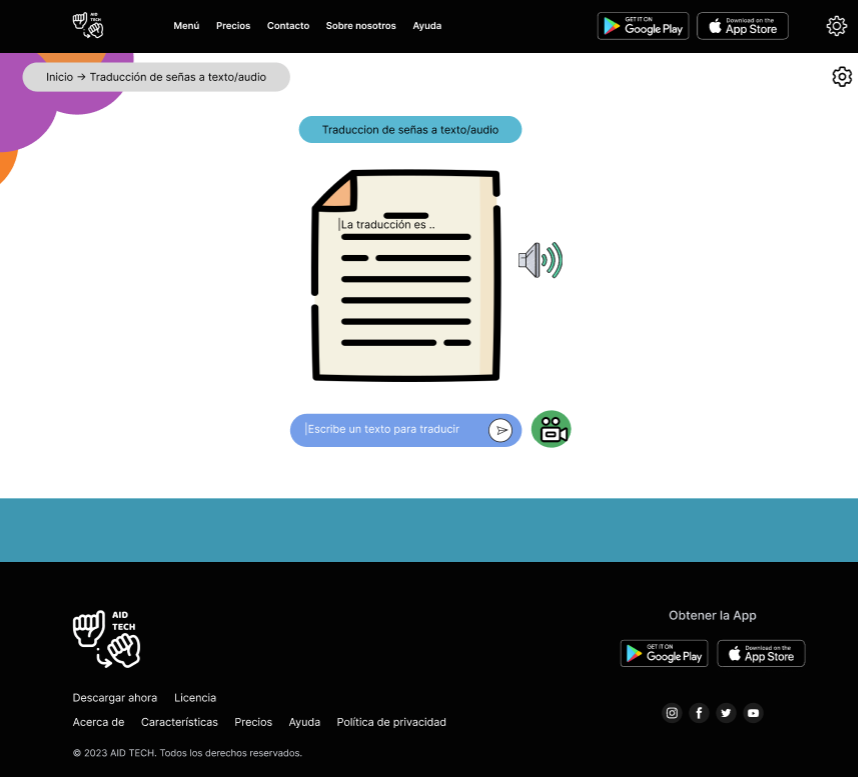 AID
TECH
Menú Precios Contacto Sobre nosotros Ayuda
GET IT ON
Google Play
Download on the
App Store
Inicio → Traducción de señas a texto/audio
Traduccion de señas a texto/audio
La traducción es ..
Escribe un texto para traducir
AID
TECH
Obtener la App
GET IT ON
Google Play
Download on the
App Store
Descargar ahora Licencia
Acerca de Características Precios Ayuda Política de privacidad
© 2023 AID TECH. Todos los derechos reservados.